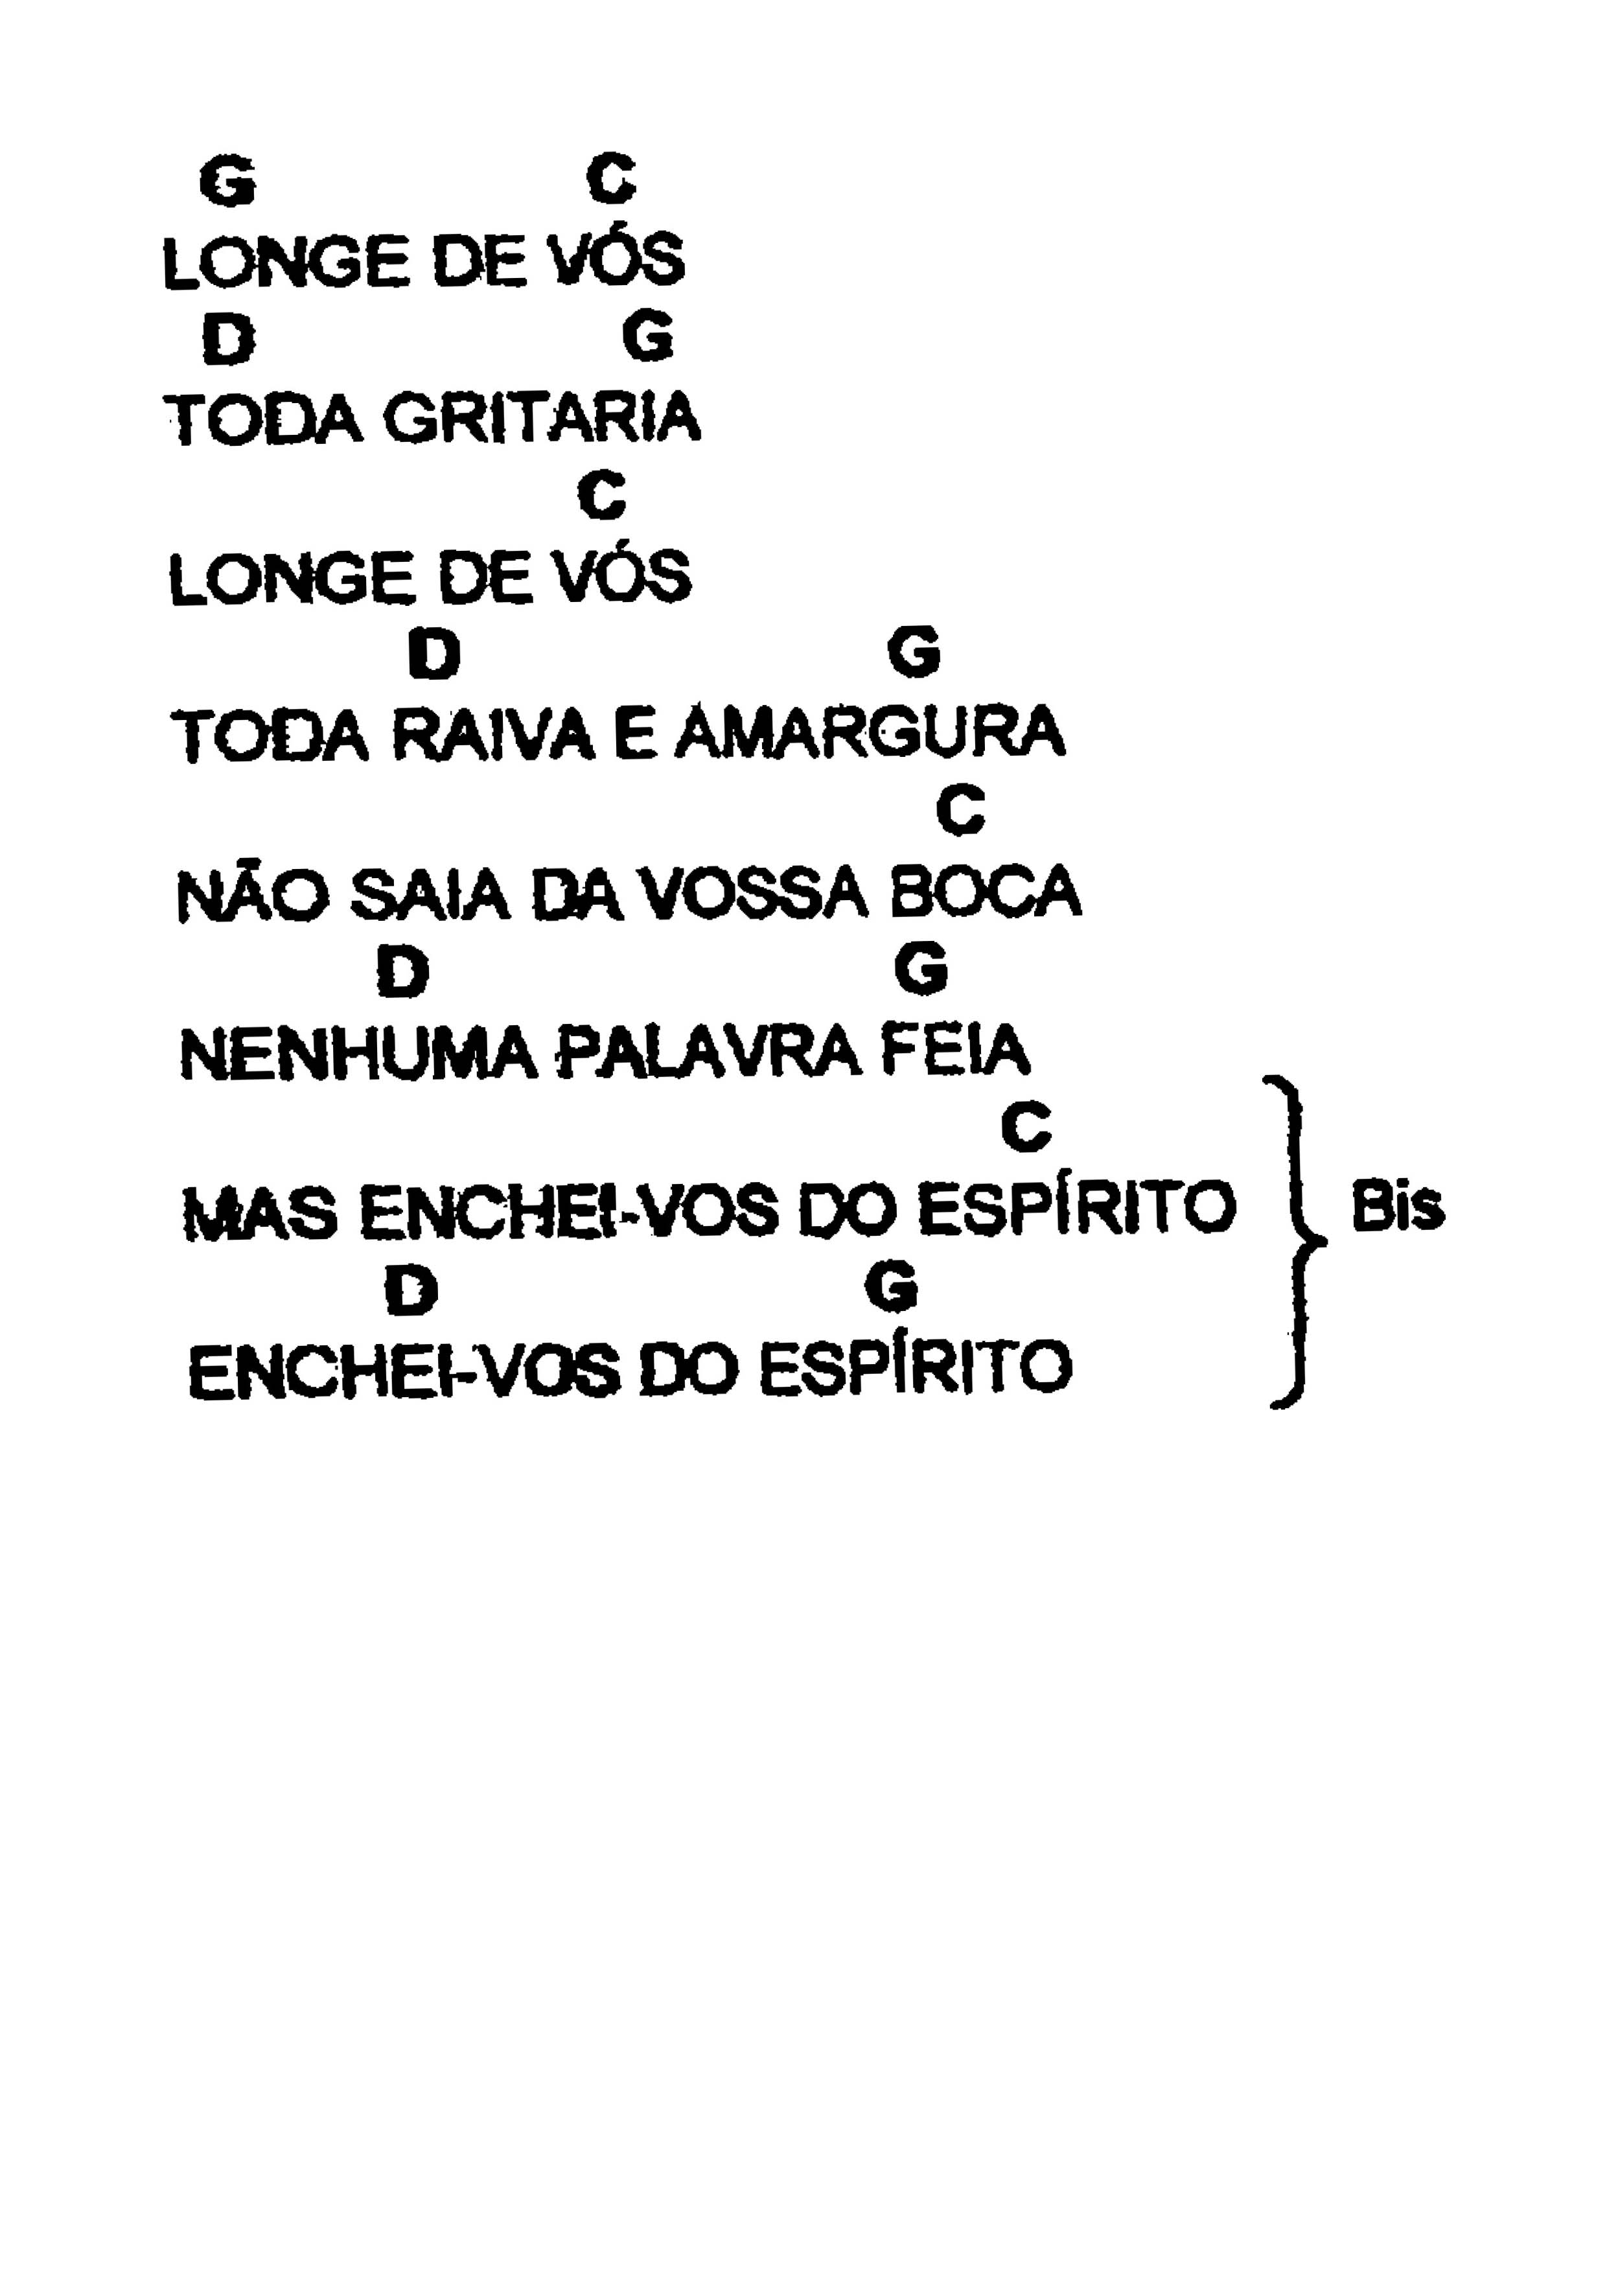 G C
LONGE DE VÓS
D G
TODA GRITARIA
C
LONGE DE VÓS
D G
TODA RAIVA E AMARGURA
C
NÃO SAIA DA VOSSA BOCA
D G
NENHUMA PALAVRA FEIA
C
MAS ENCHEI-VOS DO ESPÍRITO
Bis
D G
ENCHEI-VOS DO ESPÍRITO